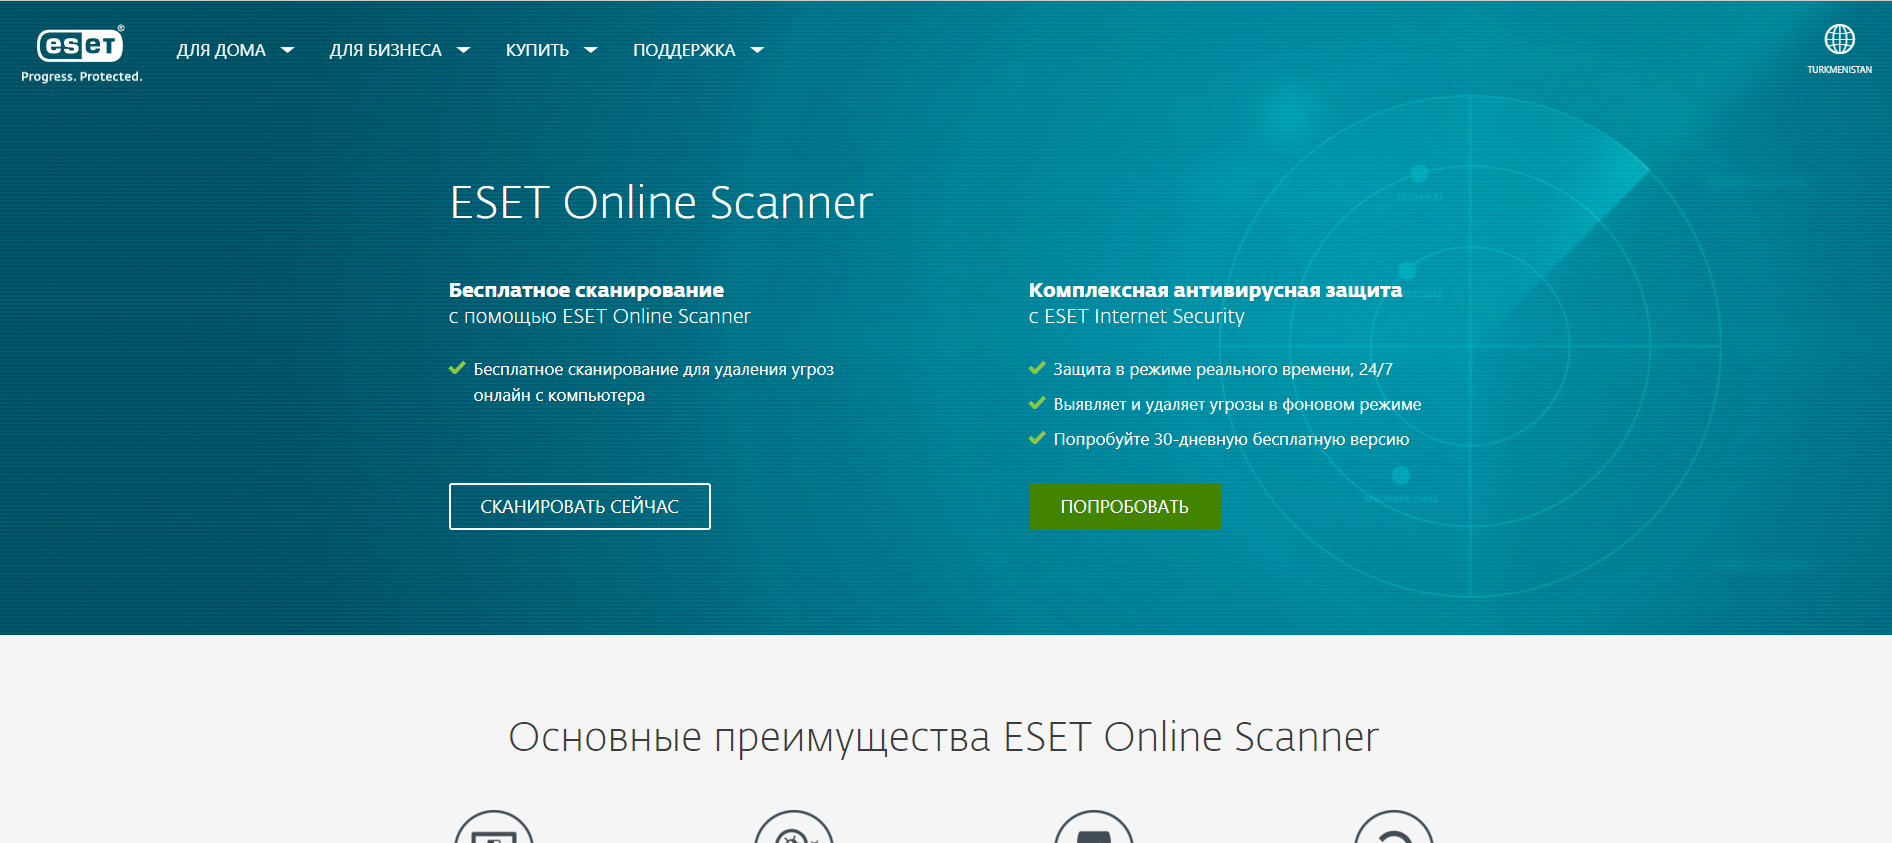 eset®
Progress. Protected.
ДЛЯ ДОМА
ДЛЯ БИЗНЕСА
КУПИТЬ
ПОДДЕРЖКА
TURKMENISTAN
ESET Online Scanner
Бесплатное сканирование
с помощью ESET Online Scanner
Бесплатное сканирование для удаления угроз
онлайн с компьютера
СКАНИРОВАТЬ СЕЙЧАС
Комплексная антивирусная защита
с ESET Internet Security
Защита в режиме реального времени, 24/7
Выявляет и удаляет угрозы в фоновом режиме
Попробуйте 30-дневную бесплатную версию
ПОПРОБОВАТЬ
Основные преимущества ESET Online Scanner